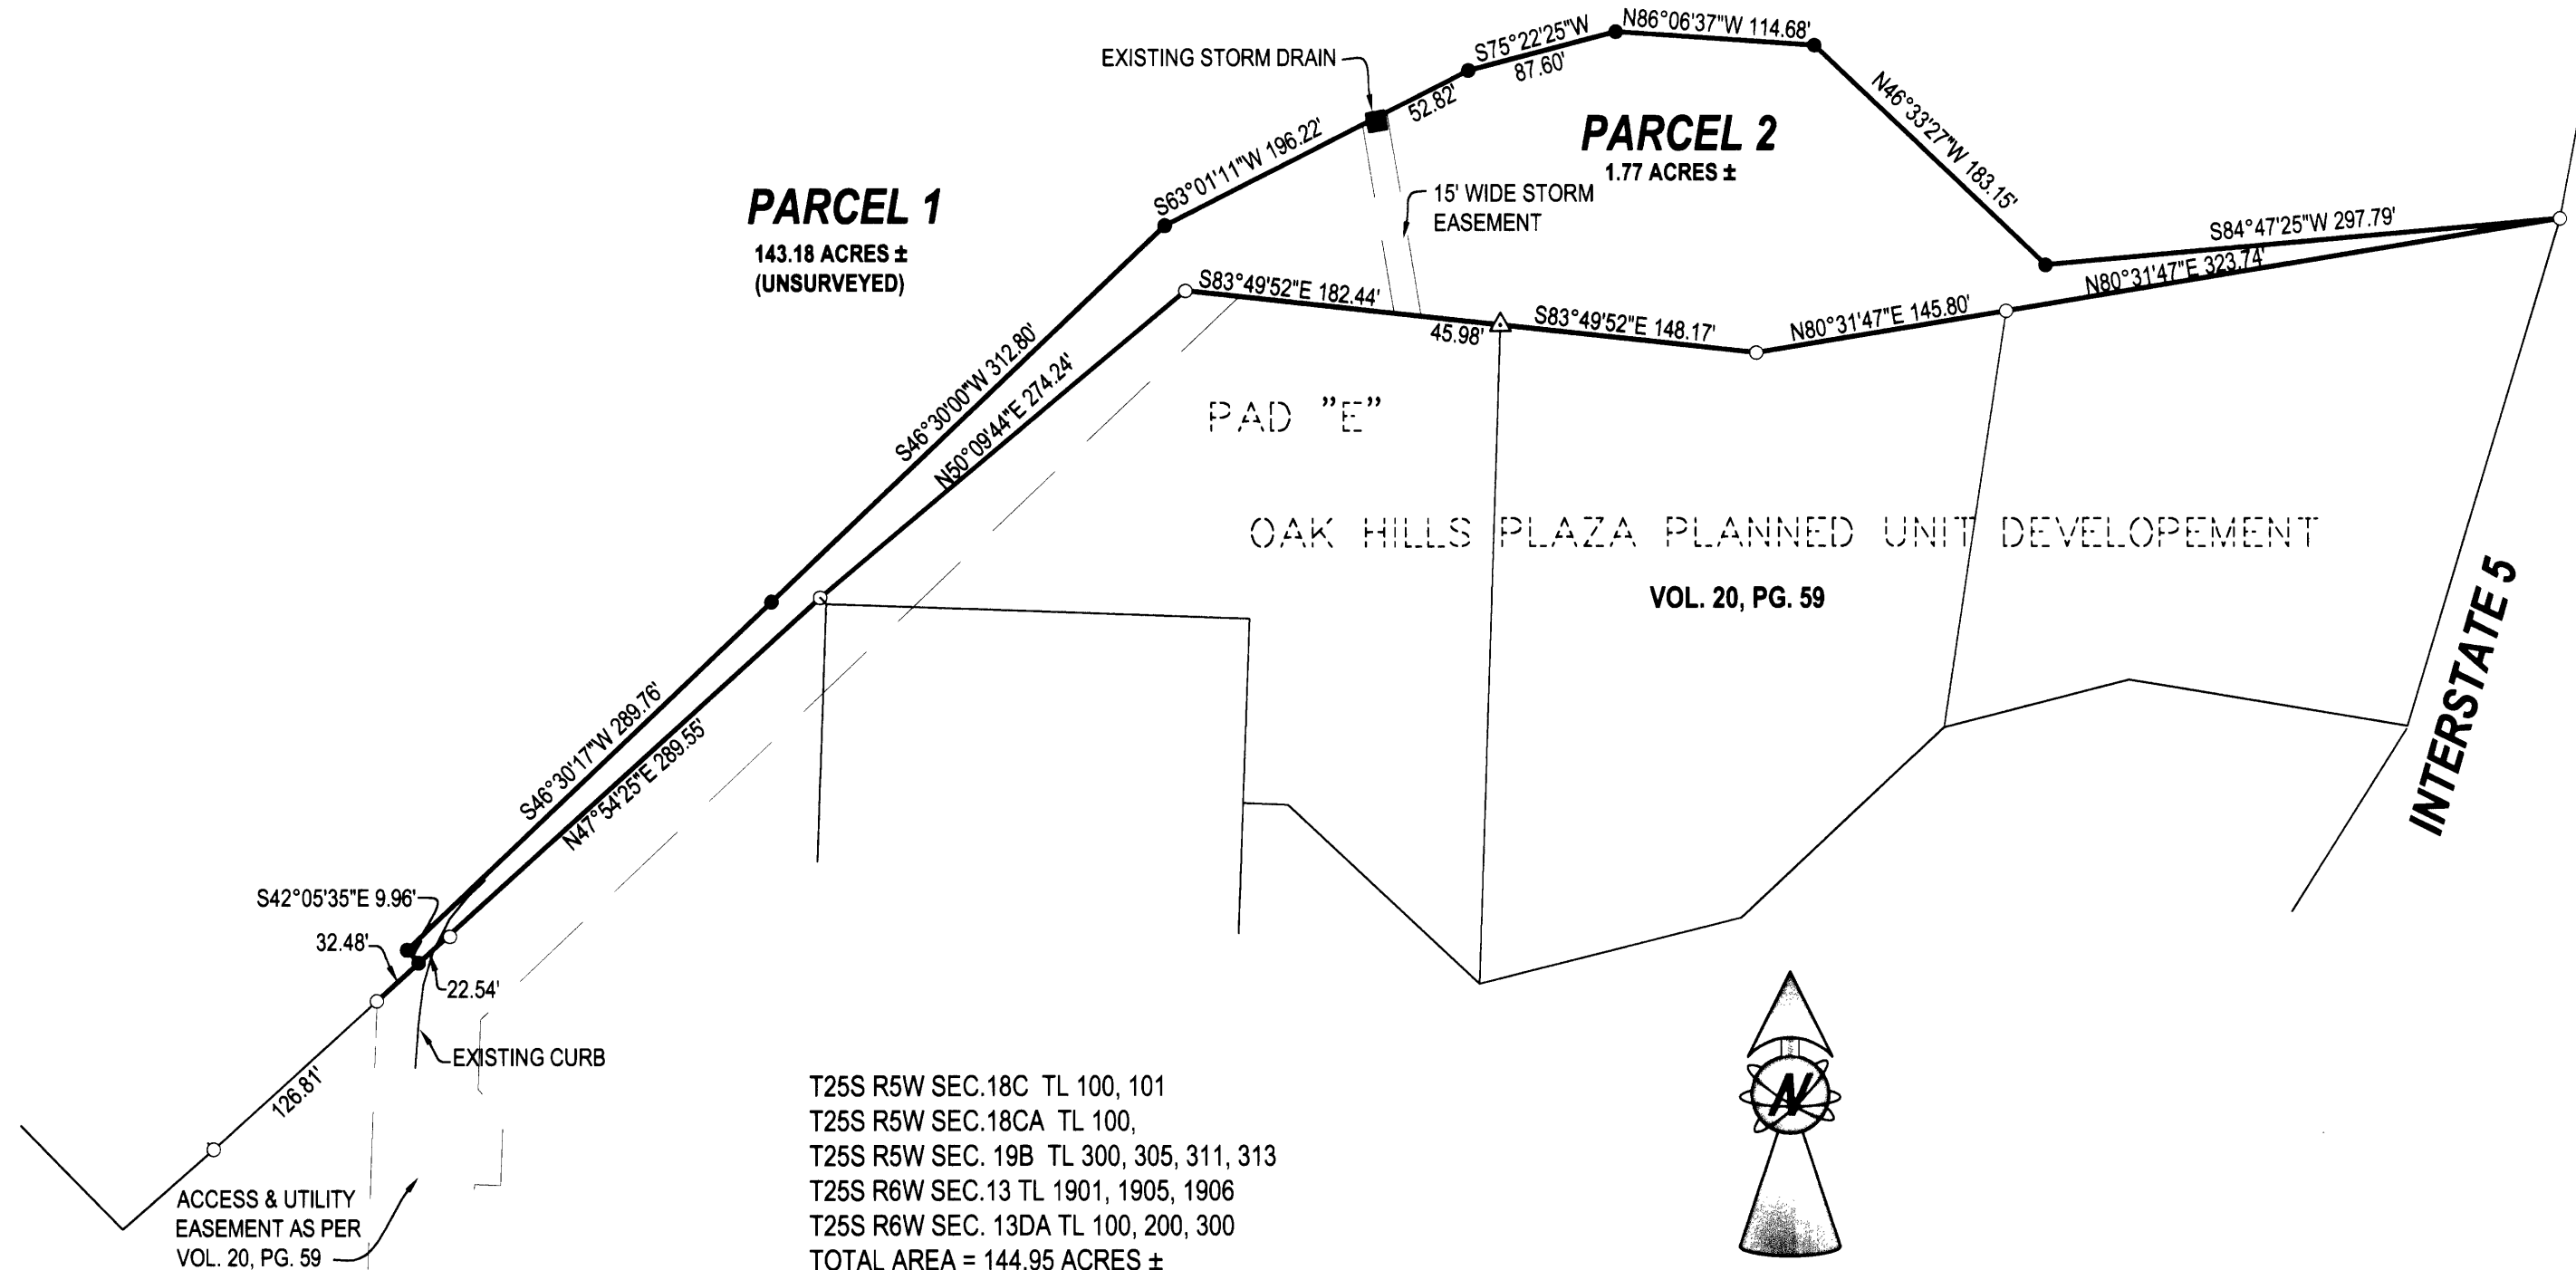 N86°06'37"W 114.68'
S75°22'25"W
87.60'
EXISTING STORM DRAIN
52.82'
N46°33'27"W 183.15'
PARCEL 2
1.77 ACRES ±
S63°01'11"W 196.22'
15' WIDE STORM
EASEMENT
PARCEL 1
143.18 ACRES ±
(UNSURVEYED)
S84°47'25"W 297.79'
N80°31'47"E 323.74'
S83°49'52"E 182.44'
45.98'
S83°49'52"E 148.17'
N80°31'47"E 145.80'
S46°30'00"W 312.80'
N50°09'44"E 274.24'
PAD "E"
OAK HILLS PLAZA PLANNED UNIT DEVELOPEMENT
VOL. 20, PG. 59
INTERSTATE 5
S46°30'17"W 289.76'
N47°54'25"E 289.55'
S42°05'35"E 9.96'
32.48'
22.54'
EXISTING CURB
126.81'
ACCESS & UTILITY
EASEMENT AS PER
VOL. 20, PG. 59
T25S R5W SEC.18C TL 100, 101
T25S R5W SEC.18CA TL 100,
T25S R5W SEC. 19B TL 300, 305, 311, 313
T25S R6W SEC.13 TL 1901, 1905, 1906
T25S R6W SEC. 13DA TL 100, 200, 300
TOTAL AREA = 144.95 ACRES ±
N